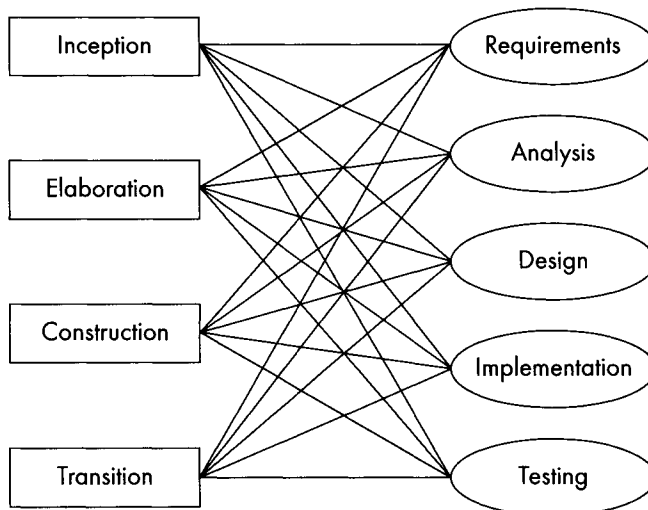 Inception
Requirements
Analysis
Elaboration
Design
Construction
Implementation
Transition
Testing